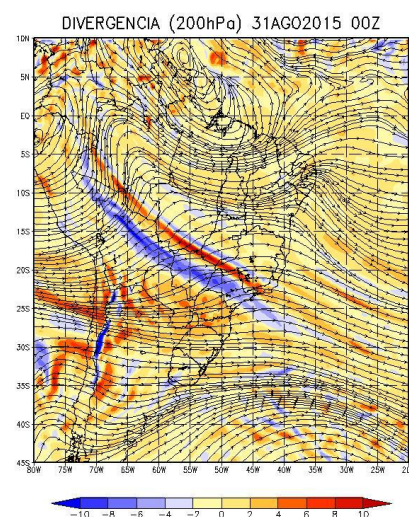 DIVERGENCIA (200hPa) 31AGO2015 00Z
10N
5N
EQ
5S
10S
15S
20S
25S
30S
35S
40S
45S
80W 75W 70W 65W 60W 55W 50W 45W 40W 35W 30W 25W 20
-10 -8 -6 -4 -2 0 2 4 6 8 10